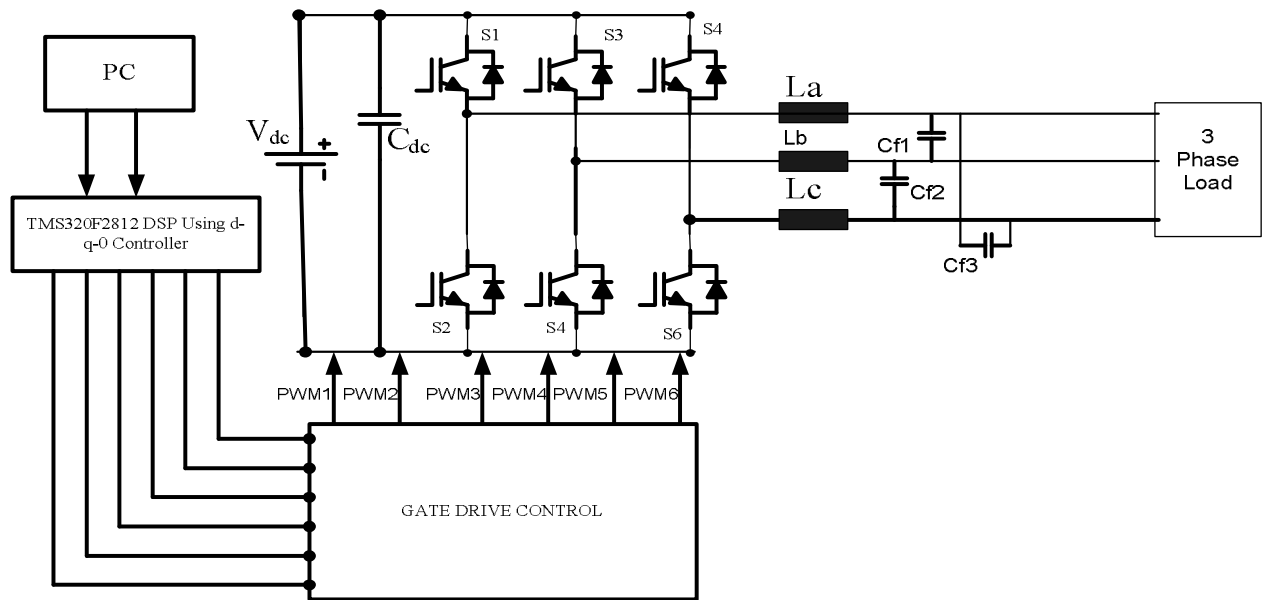 PC
TMS320F2812 DSP Using d-
q-0 Controller
Vdc
+
-
Cdc
S1
S3
S4
S2
S4
S6
La
Lb
Lc
Cf1
Cf2
Cf3
3
Phase
Load
PWM1
PWM2
PWM3
PWM4
PWM5
PWM6
GATE DRIVE CONTROL